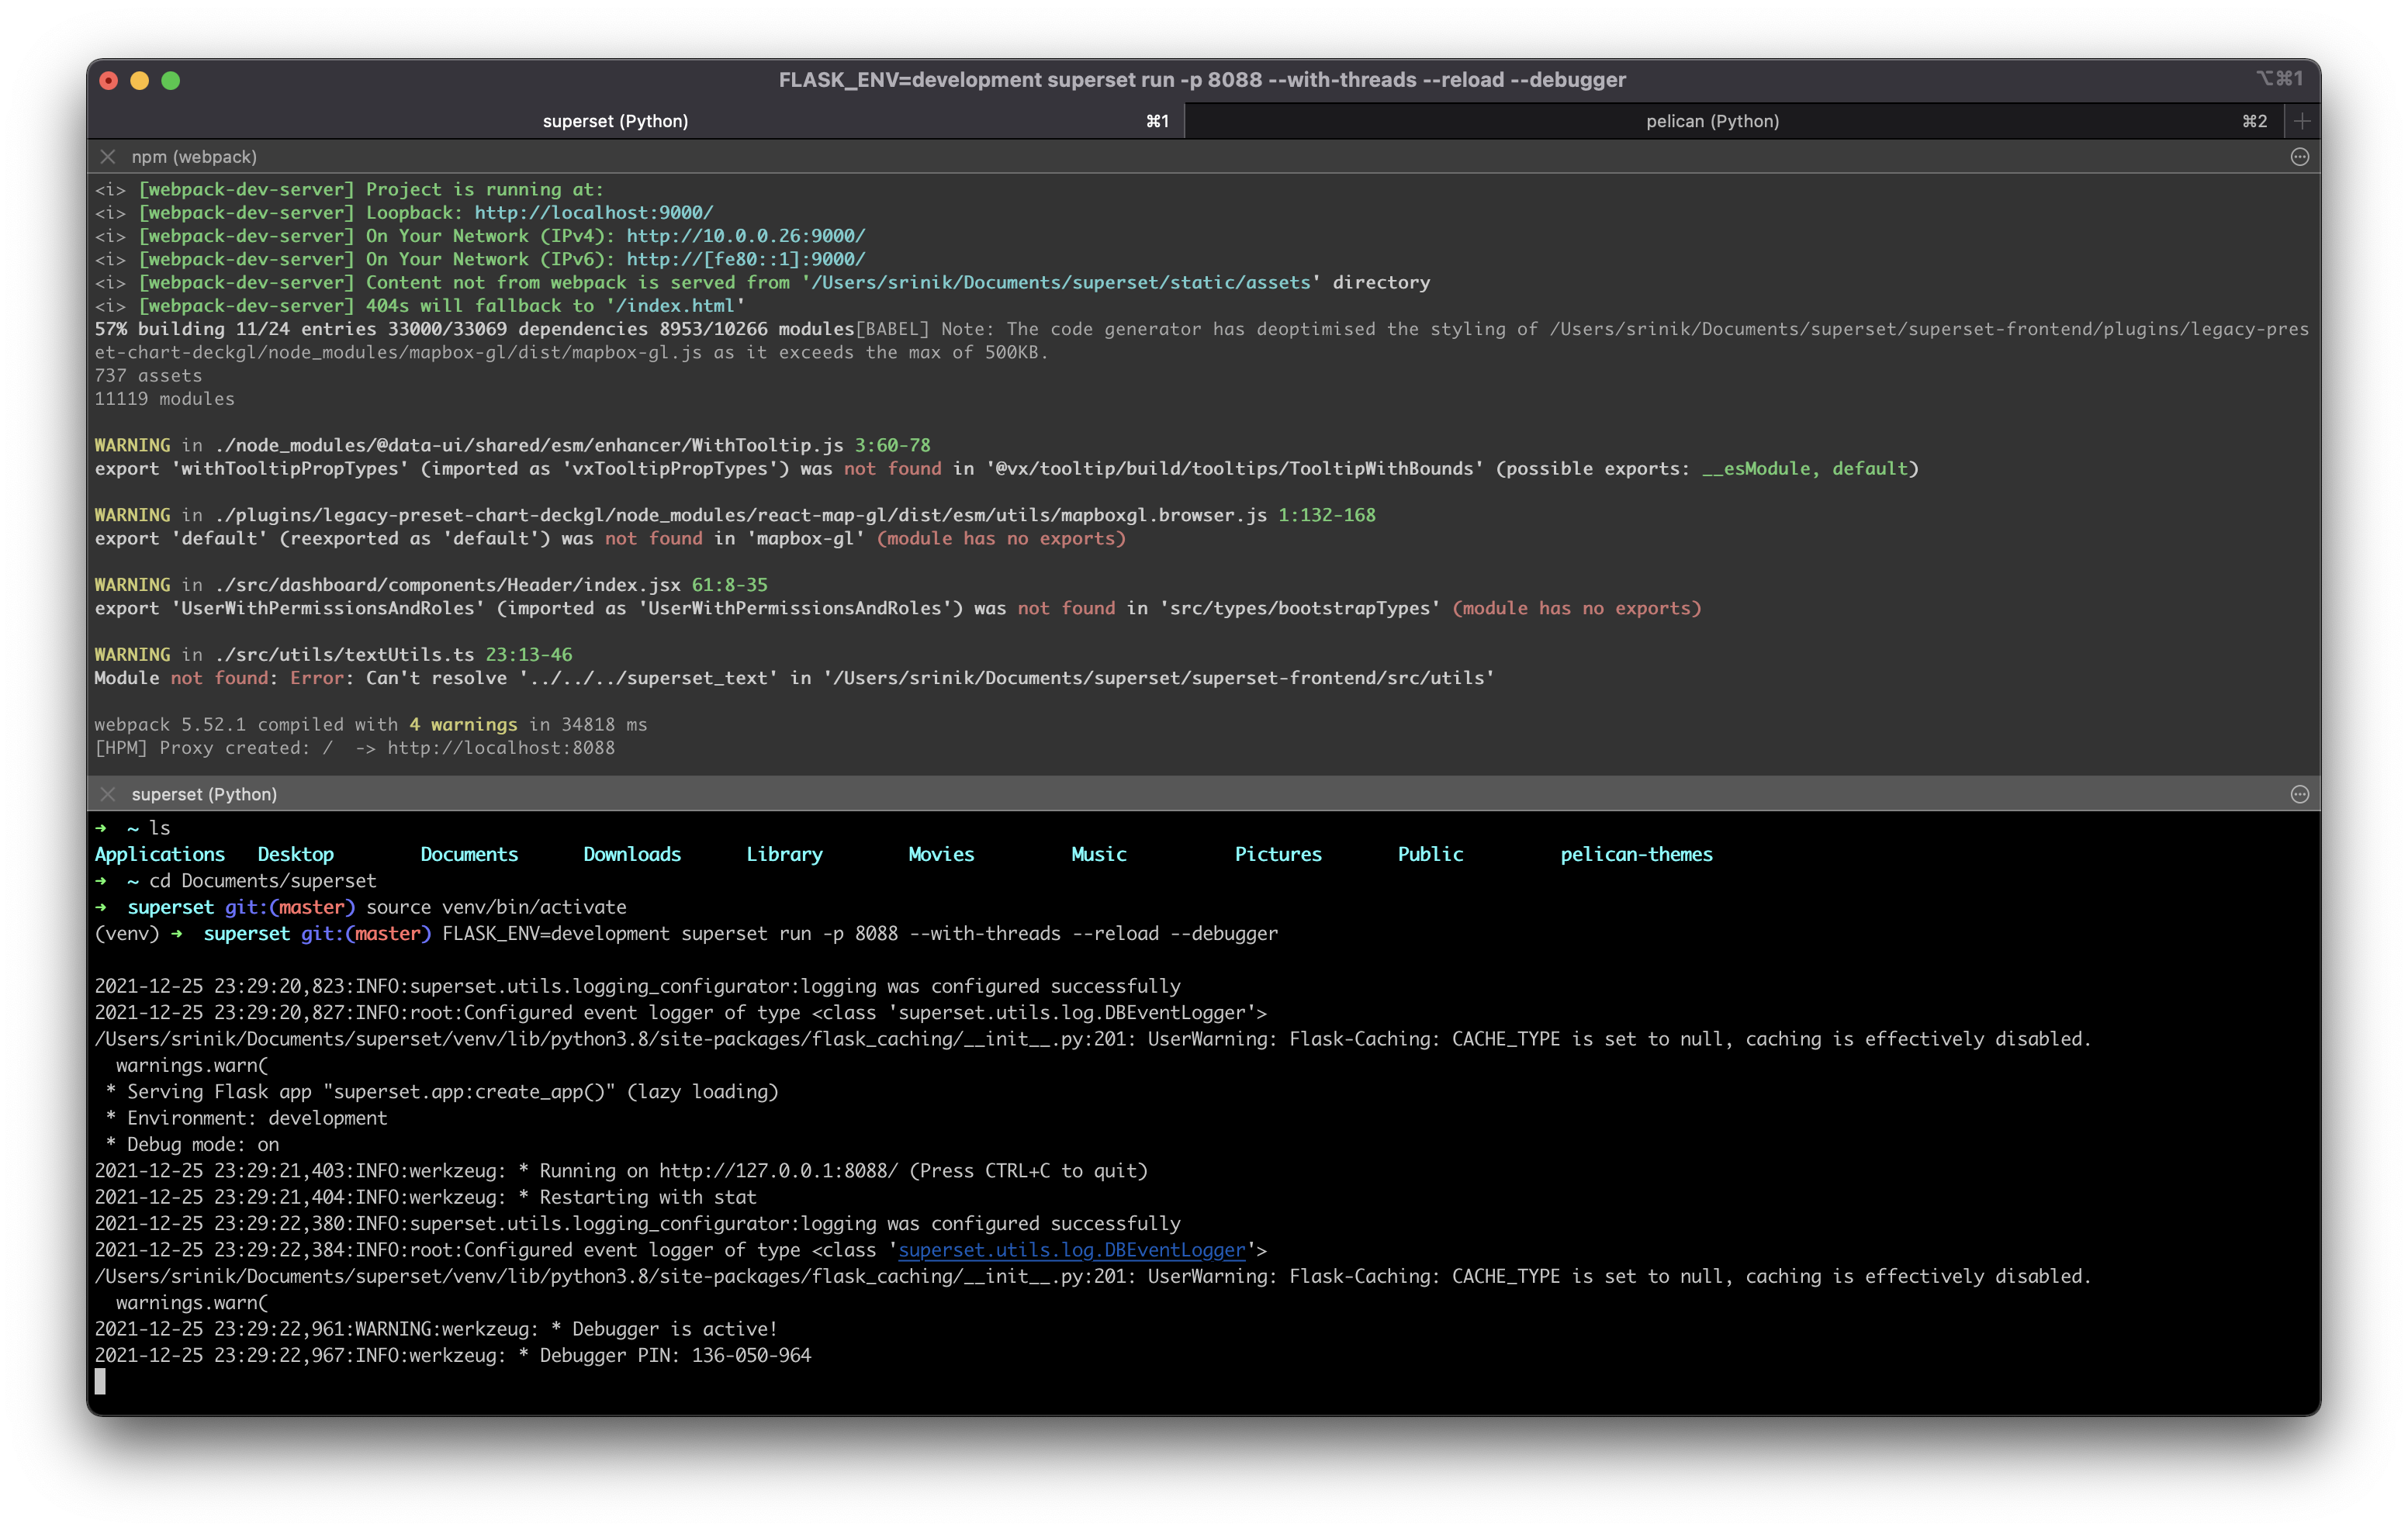 FLASK_ENV=development superset run -p 8088 --with-threads --reload --debugger
⌥⌘1
superset (Python) ⌘1
pelican (Python) ⌘2
npm (webpack)
<i> [webpack-dev-server] Project is running at:
<i> [webpack-dev-server] Loopback: http://localhost:9000/
<i> [webpack-dev-server] On Your Network (IPv4): http://10.0.0.26:9000/
<i> [webpack-dev-server] On Your Network (IPv6): http://[fe80::1]:9000/
<i> [webpack-dev-server] Content not from webpack is served from '/Users/srinik/Documents/superset/static/assets' directory
<i> [webpack-dev-server] 404s will fallback to '/index.html'
57% building 11/24 entries 33000/33069 dependencies 8953/10266 modules[BABEL] Note: The code generator has deoptimised the styling of /Users/srinik/Documents/superset/superset-frontend/plugins/legacy-pres
et-chart-deckgl/node_modules/mapbox-gl/dist/mapbox-gl.js as it exceeds the max of 500KB.
737 assets
11119 modules
WARNING in ./node_modules/@data-ui/shared/esm/enhancer/WithTooltip.js 3:60-78
export 'withTooltipPropTypes' (imported as 'vxTooltipPropTypes') was not found in '@vx/tooltip/build/tooltips/TooltipWithBounds' (possible exports: __esModule, default)
WARNING in ./plugins/legacy-preset-chart-deckgl/node_modules/react-map-gl/dist/esm/utils/mapboxgl.browser.js 1:132-168
export 'default' (reexported as 'default') was not found in 'mapbox-gl' (module has no exports)
WARNING in ./src/dashboard/components/Header/index.jsx 61:8-35
export 'UserWithPermissionsAndRoles' (imported as 'UserWithPermissionsAndRoles') was not found in 'src/types/bootstrapTypes' (module has no exports)
WARNING in ./src/utils/textUtils.ts 23:13-46
Module not found: Error: Can't resolve '../../../superset_text' in '/Users/srinik/Documents/superset/superset-frontend/src/utils'
webpack 5.52.1 compiled with 4 warnings in 34818 ms
[HPM] Proxy created: /  -> http://localhost:8088
superset (Python)
➜  ~ ls
Applications   Desktop        Documents      Downloads      Library        Movies         Music          Pictures       Public         pelican-themes
➜  ~ cd Documents/superset
➜  superset git:(master) source venv/bin/activate
(venv) ➜  superset git:(master) FLASK_ENV=development superset run -p 8088 --with-threads --reload --debugger
2021-12-25 23:29:20,823:INFO:superset.utils.logging_configurator:logging was configured successfully
2021-12-25 23:29:20,827:INFO:root:Configured event logger of type <class 'superset.utils.log.DBEventLogger'>
/Users/srinik/Documents/superset/venv/lib/python3.8/site-packages/flask_caching/__init__.py:201: UserWarning: Flask-Caching: CACHE_TYPE is set to null, caching is effectively disabled.
  warnings.warn(
 * Serving Flask app "superset.app:create_app()" (lazy loading)
 * Environment: development
 * Debug mode: on
2021-12-25 23:29:21,403:INFO:werkzeug: * Running on http://127.0.0.1:8088/ (Press CTRL+C to quit)
2021-12-25 23:29:21,404:INFO:werkzeug: * Restarting with stat
2021-12-25 23:29:22,380:INFO:superset.utils.logging_configurator:logging was configured successfully
2021-12-25 23:29:22,384:INFO:root:Configured event logger of type <class 'superset.utils.log.DBEventLogger'>
/Users/srinik/Documents/superset/venv/lib/python3.8/site-packages/flask_caching/__init__.py:201: UserWarning: Flask-Caching: CACHE_TYPE is set to null, caching is effectively disabled.
  warnings.warn(
2021-12-25 23:29:22,961:WARNING:werkzeug: * Debugger is active!
2021-12-25 23:29:22,967:INFO:werkzeug: * Debugger PIN: 136-050-964